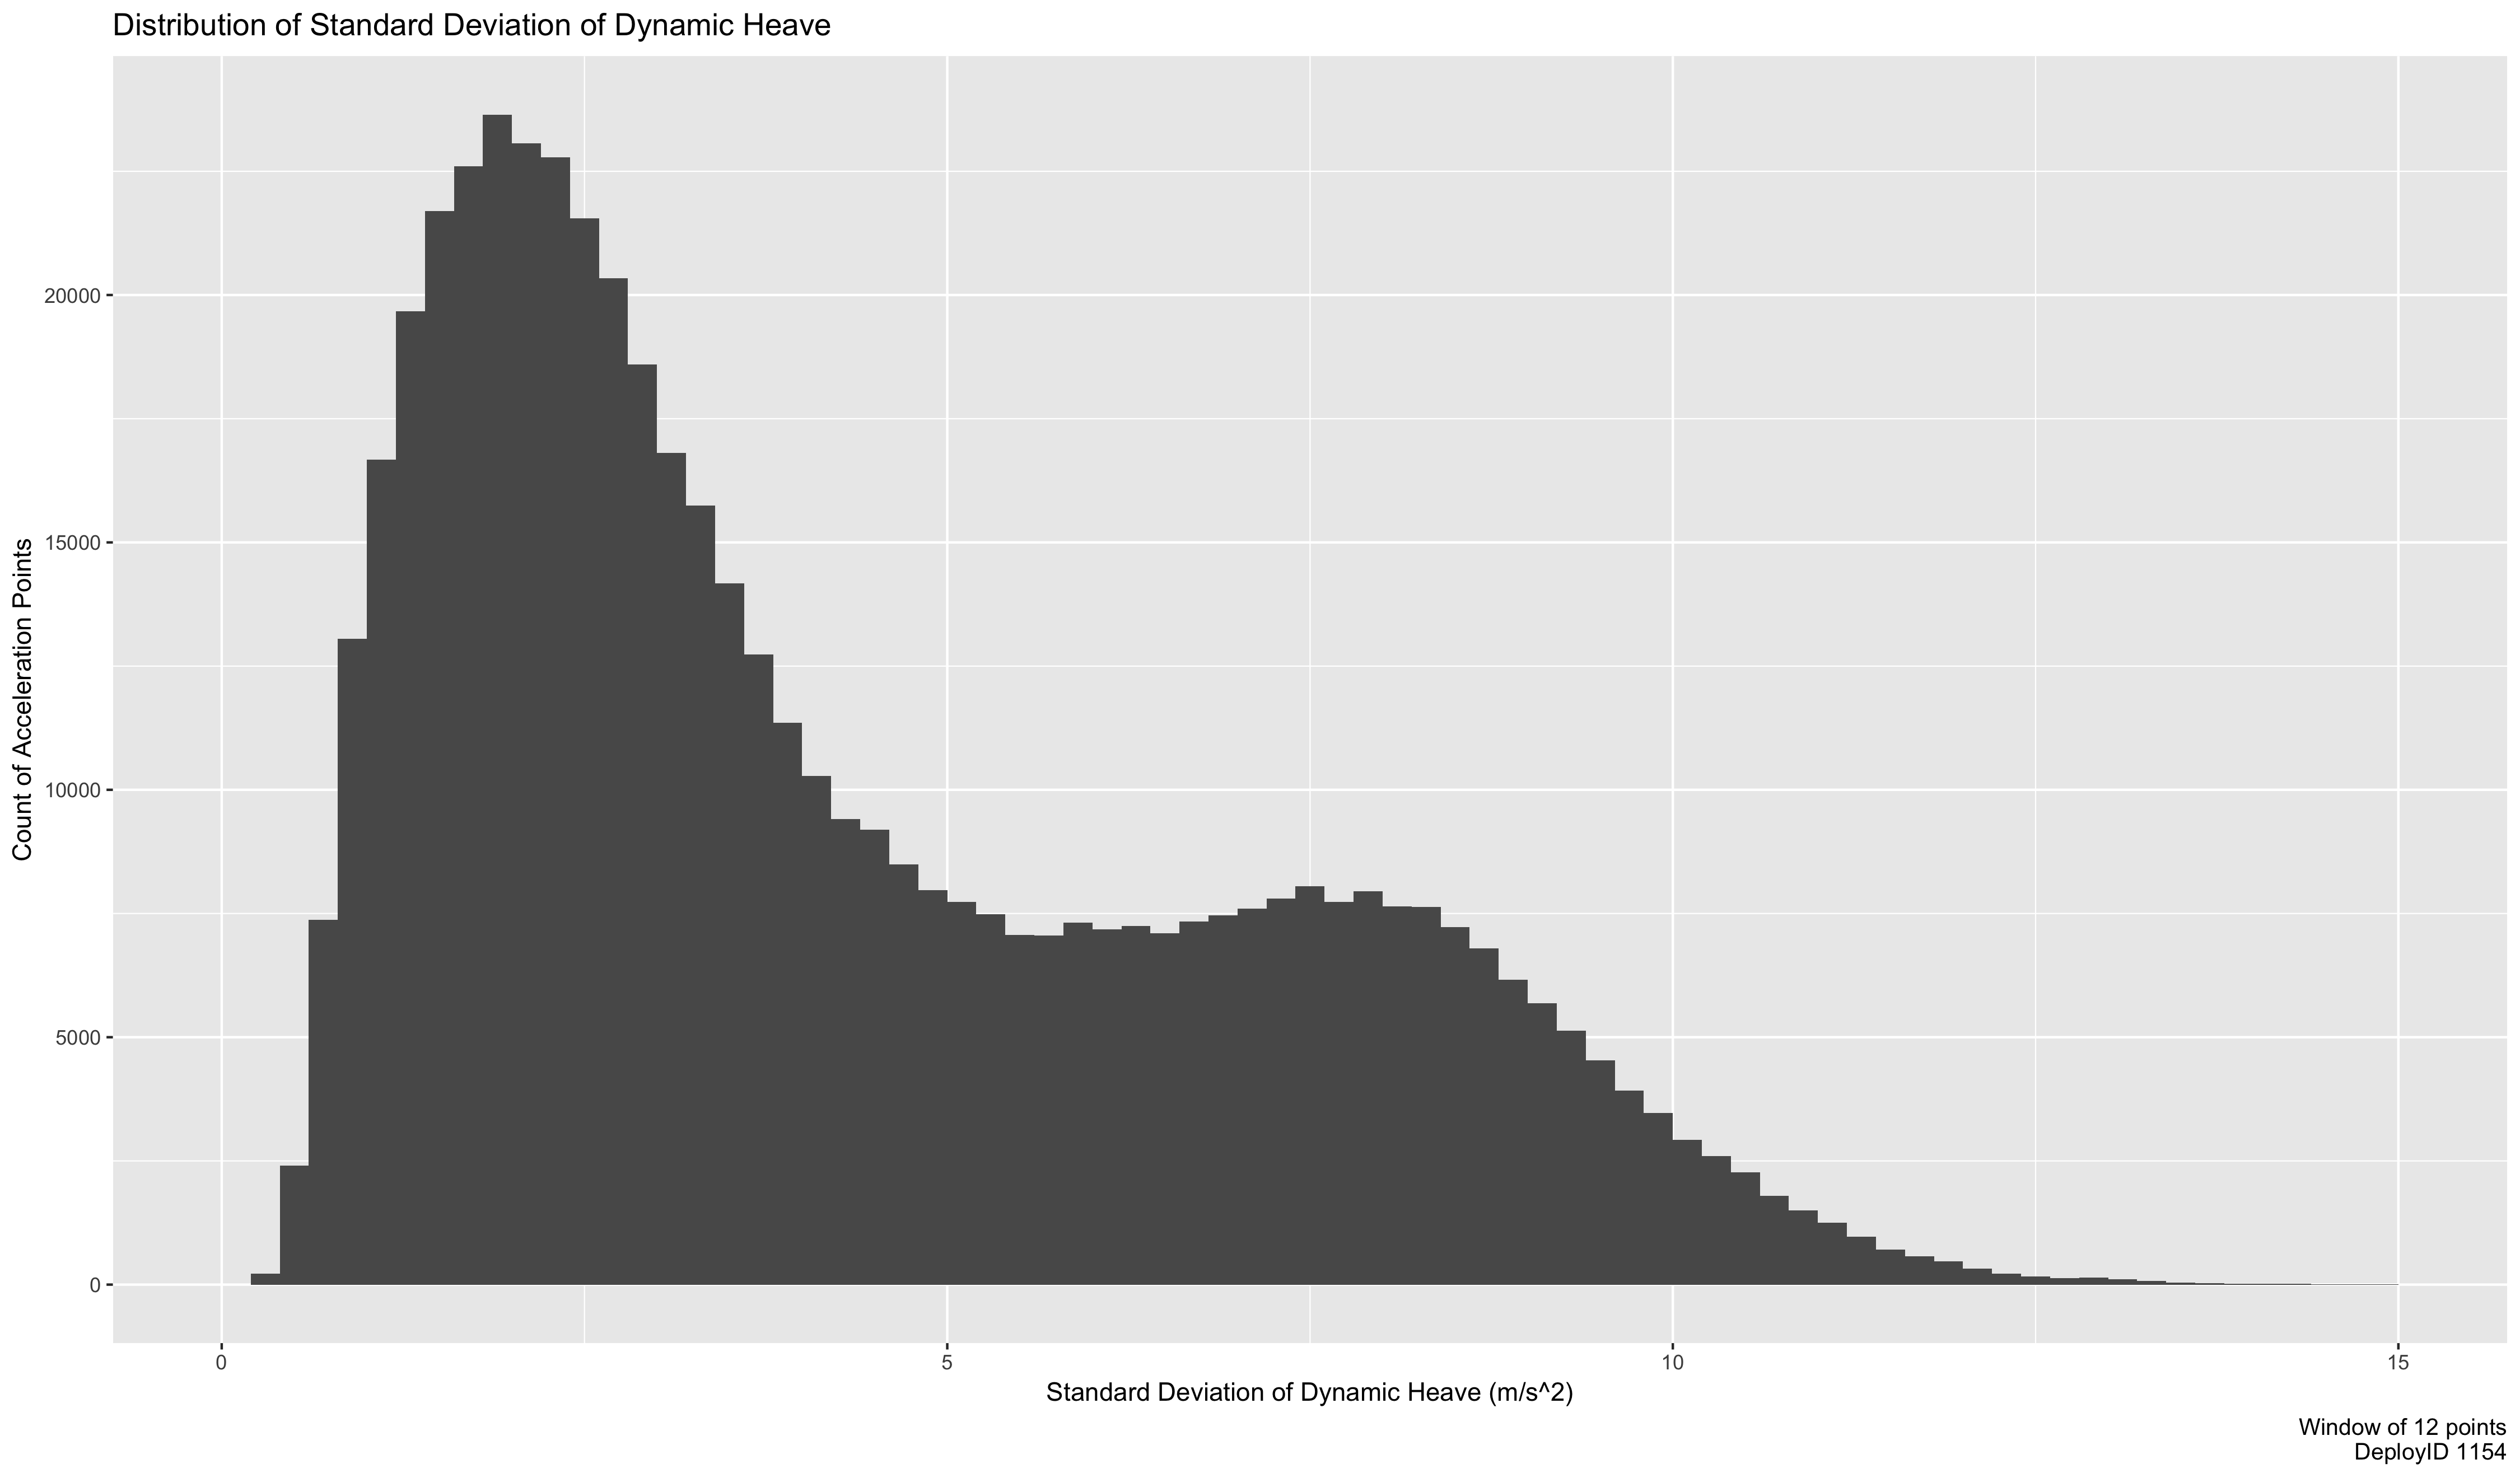 Distribution of Standard Deviation of Dynamic Heave
Count of Acceleration Points
20000
15000
10000
5000
0
0
5
10
15
Standard Deviation of Dynamic Heave (m/s^2)
Window of 12 points
DeployID 1154